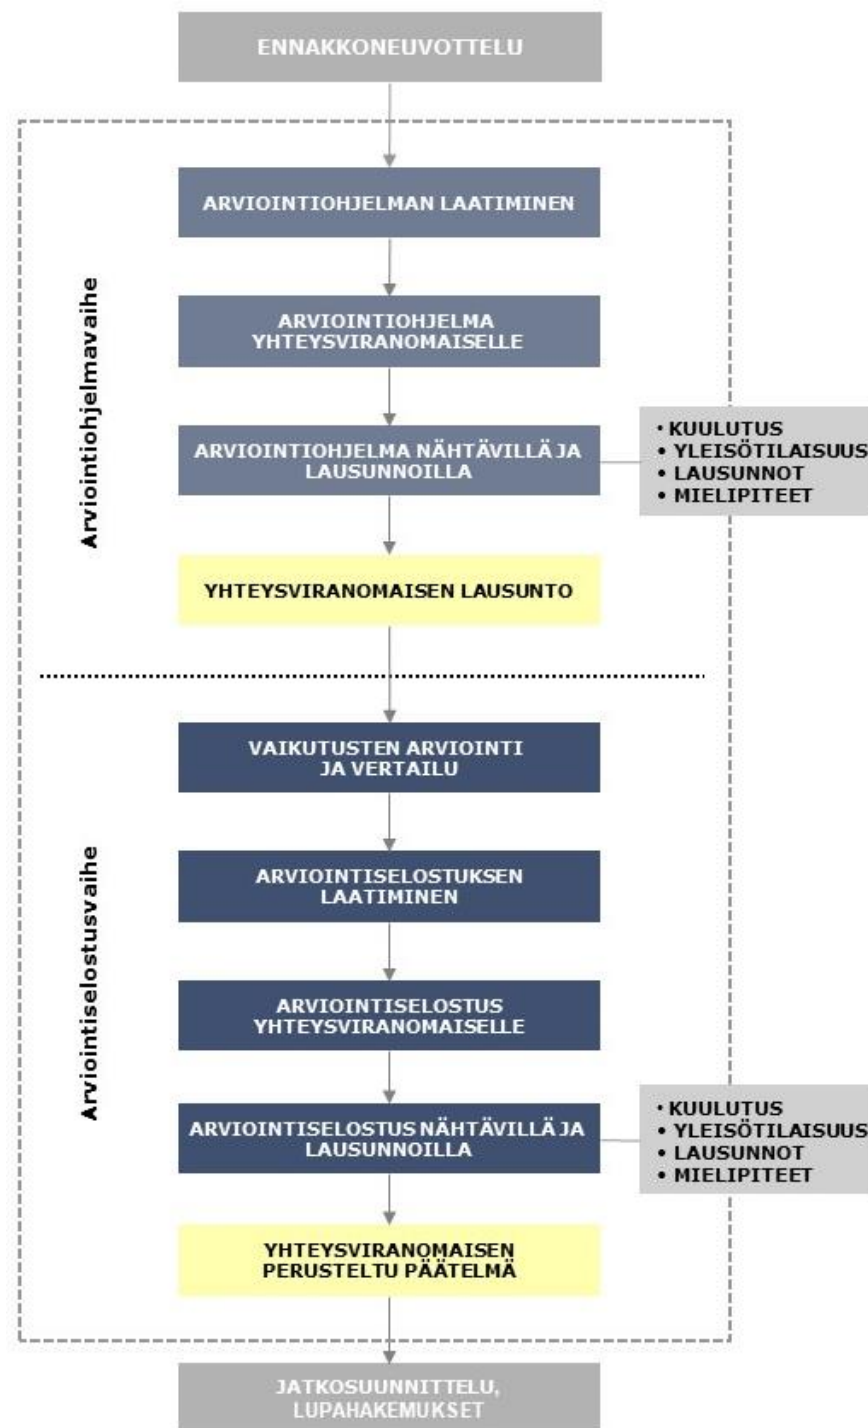 ENNAKKONEUVOTTELU
Arviointiohjelmavaihe
ARVIOINTIOHJELMAN LAATIMINEN
ARVIOINTIOHJELMA
YHTEYSVIRANOMAISELLE
ARVIOINTIOHJELMA NÄHTÄVILLÄ JA
LAUSUNNOILLA
• KUULUTUS
• YLEISÖTILAISUUS
• LAUSUNNOT
• MIELIPITEET
YHTEYSVIRANOMAISEN LAUSUNTO
Arviointiselostusvaihe
VAIKUTUSTEN ARVIOINTI
JA VERTAILU
ARVIOINTISELOSTUKSEN
LAATIMINEN
ARVIOINTISELOSTUS
YHTEYSVIRANOMAISELLE
ARVIOINTISELOSTUS NÄHTÄVILLÄ JA
LAUSUNNOILLA
• KUULUTUS
• YLEISÖTILAISUUS
• LAUSUNNOT
• MIELIPITEET
YHTEYSVIRANOMAISEN
PERUSTELTU PÄÄTELMÄ
JATKOSUUNNITTELU,
LUPAHAKEMUKSET